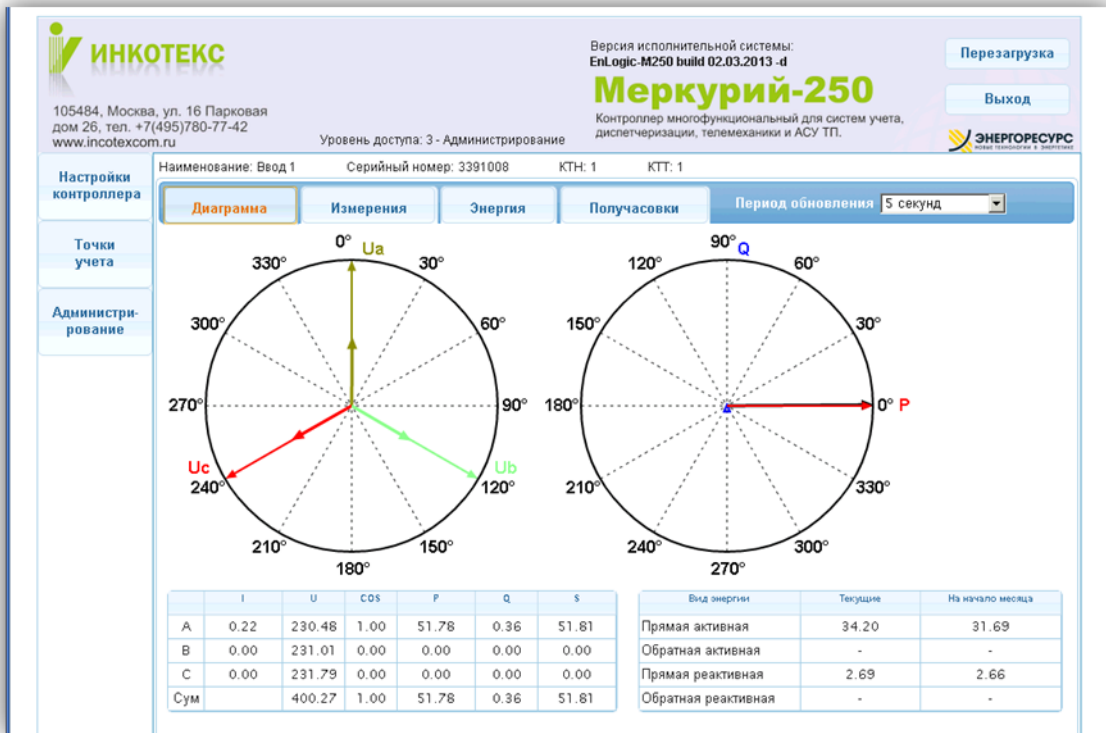 ИНКОТЕКС
105484, Москва, ул. 16 Парковая
дом 26, тел. +7(495)780-77-42
www.incotexcom.ru
Уровень доступа: 3 - Администрирование
Версия исполнительной системы:
EnLogic-M250 build 02.03.2013 -d
Меркурий-250
Контроллер многофункциональный для систем учета,
диспетчеризации, телемеханики и АСУ ТП.
Перезагрузка
Выход
ЭНЕРГОРЕСУРС
НОВЫЕ ТЕХНОЛОГИИ В ЭНЕРГЕТИКЕ
Настройки
контроллера
Точки
учета
Администри-
рование
Наименование: Ввод 1 Серийный номер: 3391008 КТН: 1 КТТ: 1
Диаграмма Измерения Энергия Получасовки Период обновления 5 секунд
0° Ua
330° 30°
300° 60°
270° 90°
Uc Ub
240° 120°
210° 150°
180°
90° Q
120° 60°
150° 30°
180° 0° P
210° 330°
240° 300°
270°
I U COS P Q S
A 0.22 230.48 1.00 51.78 0.36 51.81
B 0.00 231.01 0.00 0.00 0.00 0.00
C 0.00 231.79 0.00 0.00 0.00 0.00
Сум 400.27 1.00 51.78 0.36 51.81
Вид энергии Текущие На начало месяца
Прямая активная 34.20 31.69
Обратная активная - -
Прямая реактивная 2.69 2.66
Обратная реактивная - -